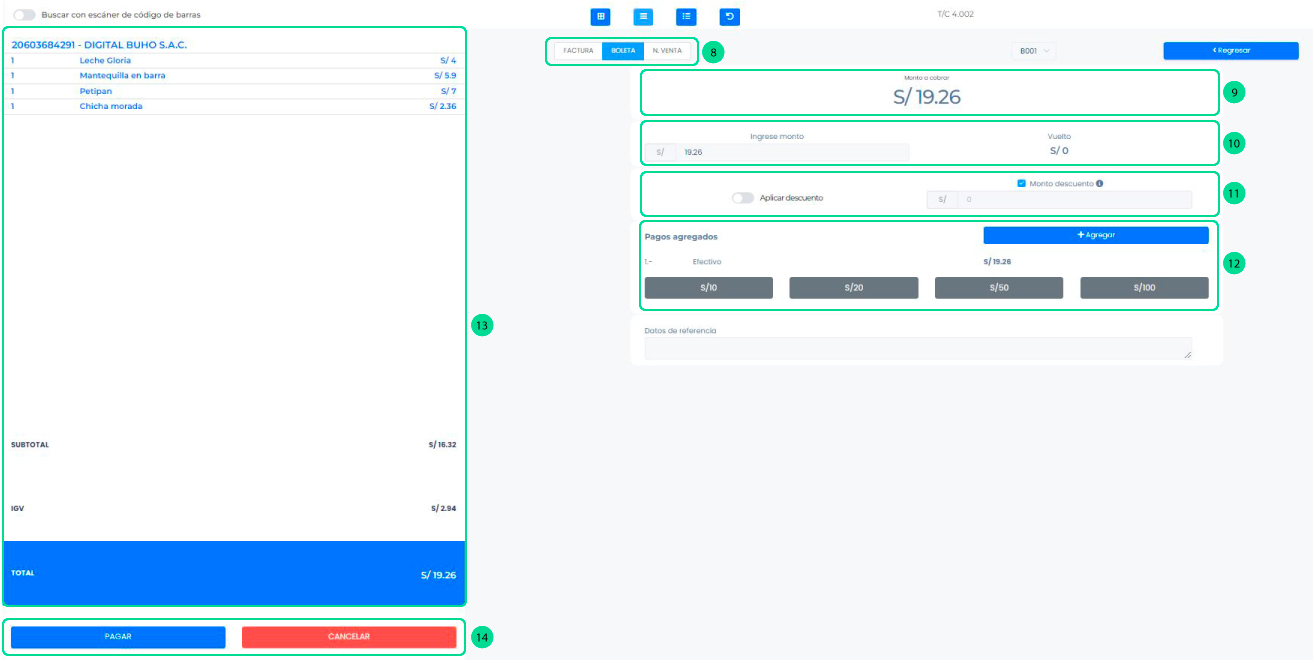 Buscar con escáner de código de barras
T/C 4.002
20603684291 - DIGITAL BUHO S.A.C.
1 Leche Gloria S/ 4
1 Mantequilla en barra S/ 5.9
1 Petipan S/ 7
1 Chicha morada S/ 2.36
13
SUBTOTAL S/ 16.32
IGV S/ 2.94
TOTAL S/ 19.26
PAGAR CANCELAR 14
FACTURA BOLETA N. VENTA 8
B001
Regresar
Monto a cobrar
S/ 19.26
9
Ingrese monto Vuelto
S/ 19.26 S/ 0
10
Monto descuento
Aplicar descuento S/ 0
11
Pagos agregados + Agregar
1.- Efectivo S/ 19.26
12
S/10 S/20 S/50 S/100
Datos de referencia